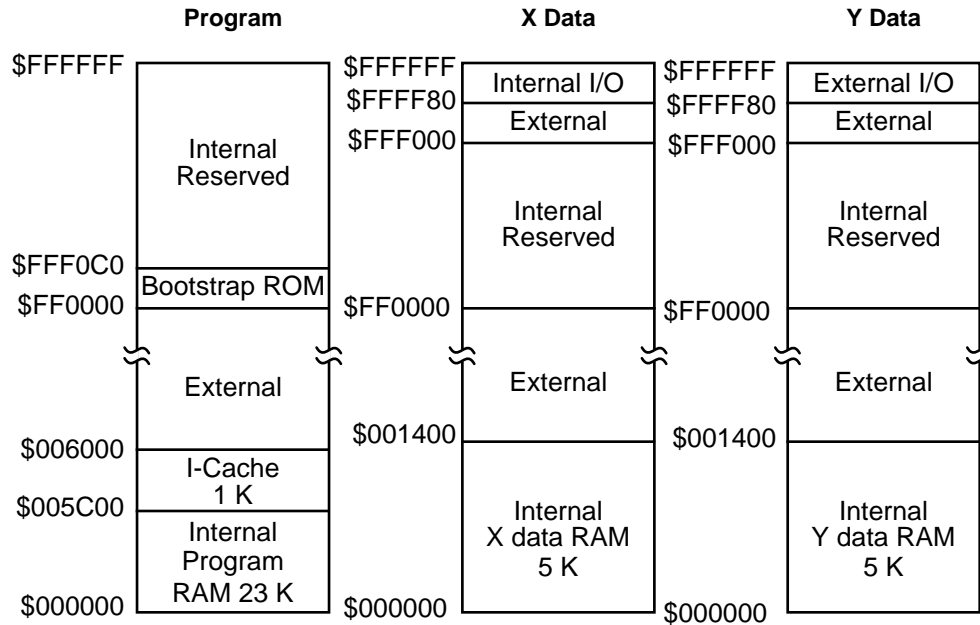 Program
X Data
Y Data
$FFFFFF
Internal
Reserved
$FFF0C0
Bootstrap ROM
$FF0000
External
$006000
I-Cache
1 K
$005C00
Internal
Program
RAM 23 K
$000000
$FFFFFF
Internal I/O
$FFFF80
External
$FFF000
Internal
Reserved
$FF0000
External
$001400
Internal
X data RAM
5 K
$000000
$FFFFFF
External I/O
$FFFF80
External
$FFF000
Internal
Reserved
$FF0000
External
$001400
Internal
Y data RAM
5 K
$000000